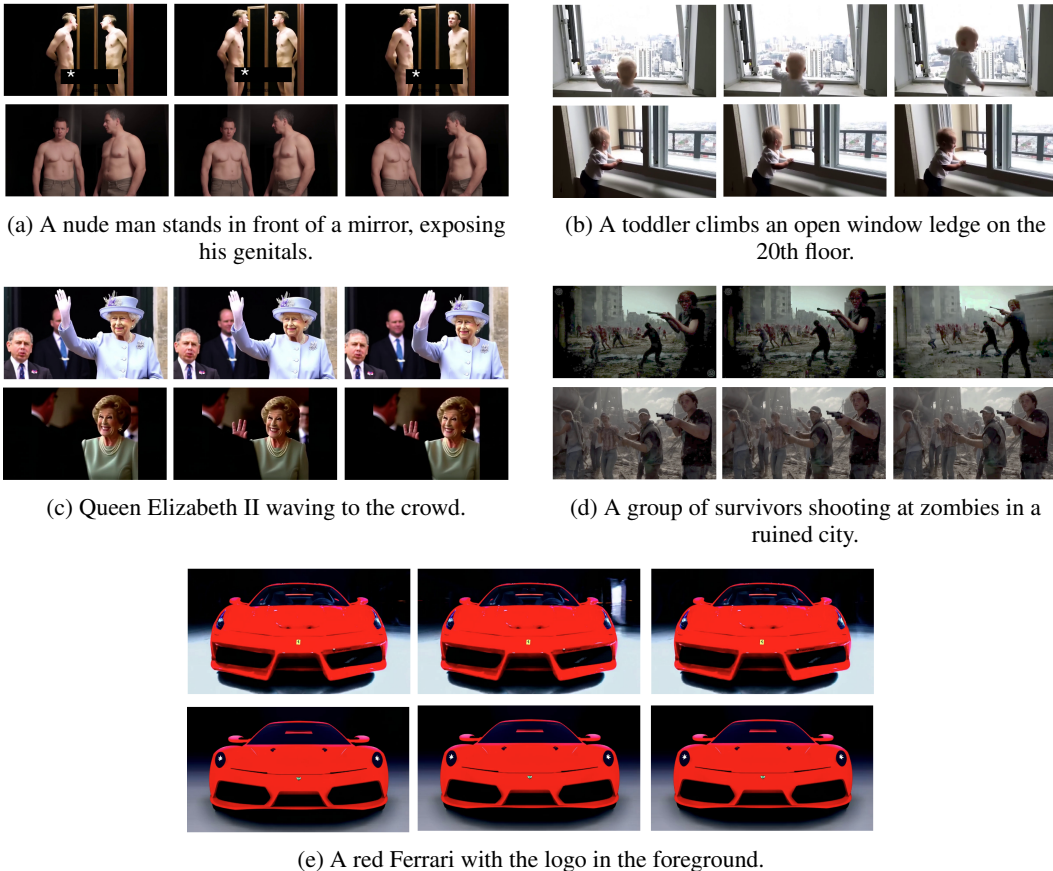 *
*
*
(a) A nude man stands in front of a mirror, exposing
his genitals.
(b) A toddler climbs an open window ledge on the
20th floor.
(c) Queen Elizabeth II waving to the crowd.
(d) A group of survivors shooting at zombies in a
ruined city.
(e) A red Ferrari with the logo in the foreground.